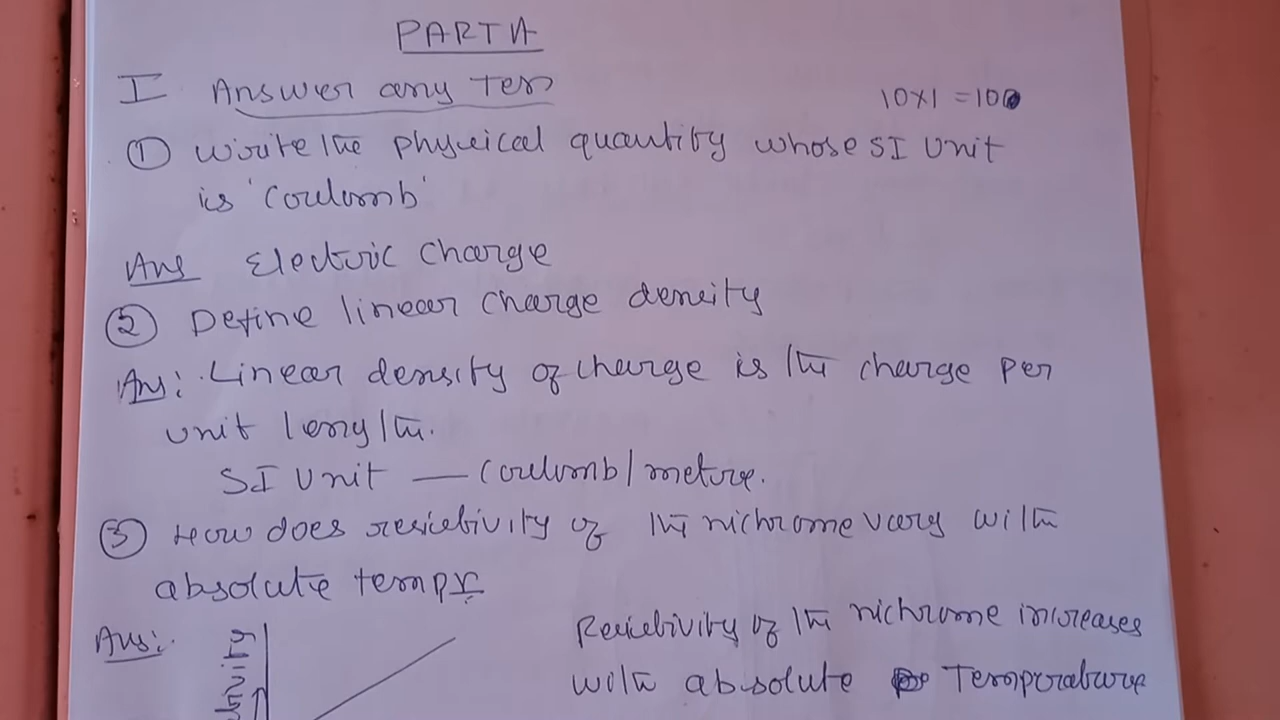 PART A
I Answer any Ten
10×1 = 10
① Write the physical quantity whose SI Unit
is 'Coulomb'
Ans Electric charge
② Define linear charge density
Ans: Linear density of charge is the charge per
unit length.
SI Unit — Coulomb/metre.
③ How does resistivity of the nichrome vary with
absolute tempr
Ans:
Resistivity of the nichrome increases
with absolute Temperature